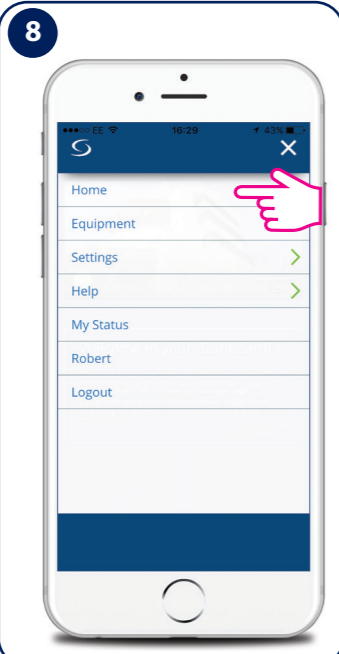 8
EE 16:29 43%
Home
Equipment
Settings
Help
My Status
Robert
Logout